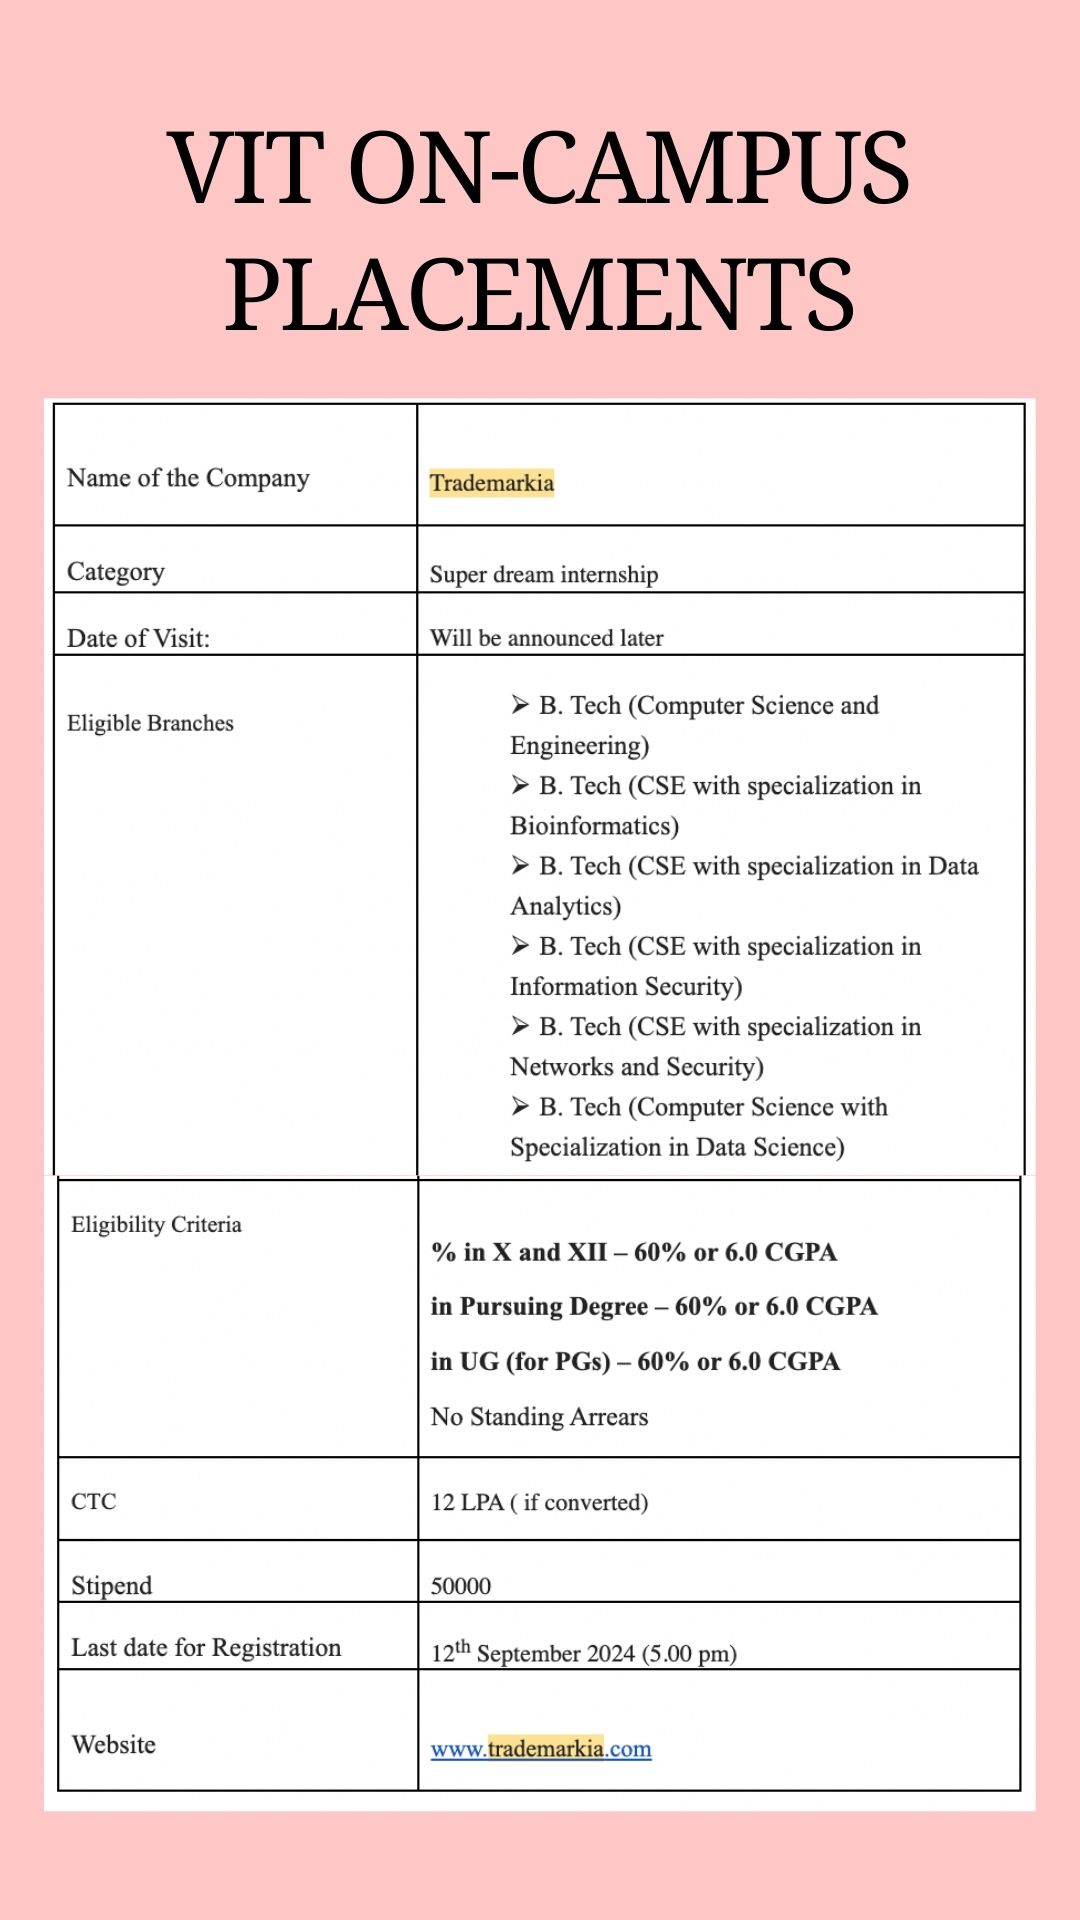 VIT ON-CAMPUS
PLACEMENTS
Name of the Company
Trademarkia
Category
Super dream internship
Date of Visit:
Will be announced later
Eligible Branches
➢ B. Tech (Computer Science and
Engineering)
➢ B. Tech (CSE with specialization in
Bioinformatics)
➢ B. Tech (CSE with specialization in Data
Analytics)
➢ B. Tech (CSE with specialization in
Information Security)
➢ B. Tech (CSE with specialization in
Networks and Security)
➢ B. Tech (Computer Science with
Specialization in Data Science)
Eligibility Criteria
% in X and XII – 60% or 6.0 CGPA
in Pursuing Degree – 60% or 6.0 CGPA
in UG (for PGs) – 60% or 6.0 CGPA
No Standing Arrears
CTC
12 LPA ( if converted)
Stipend
50000
Last date for Registration
12th September 2024 (5.00 pm)
Website
www.trademarkia.com